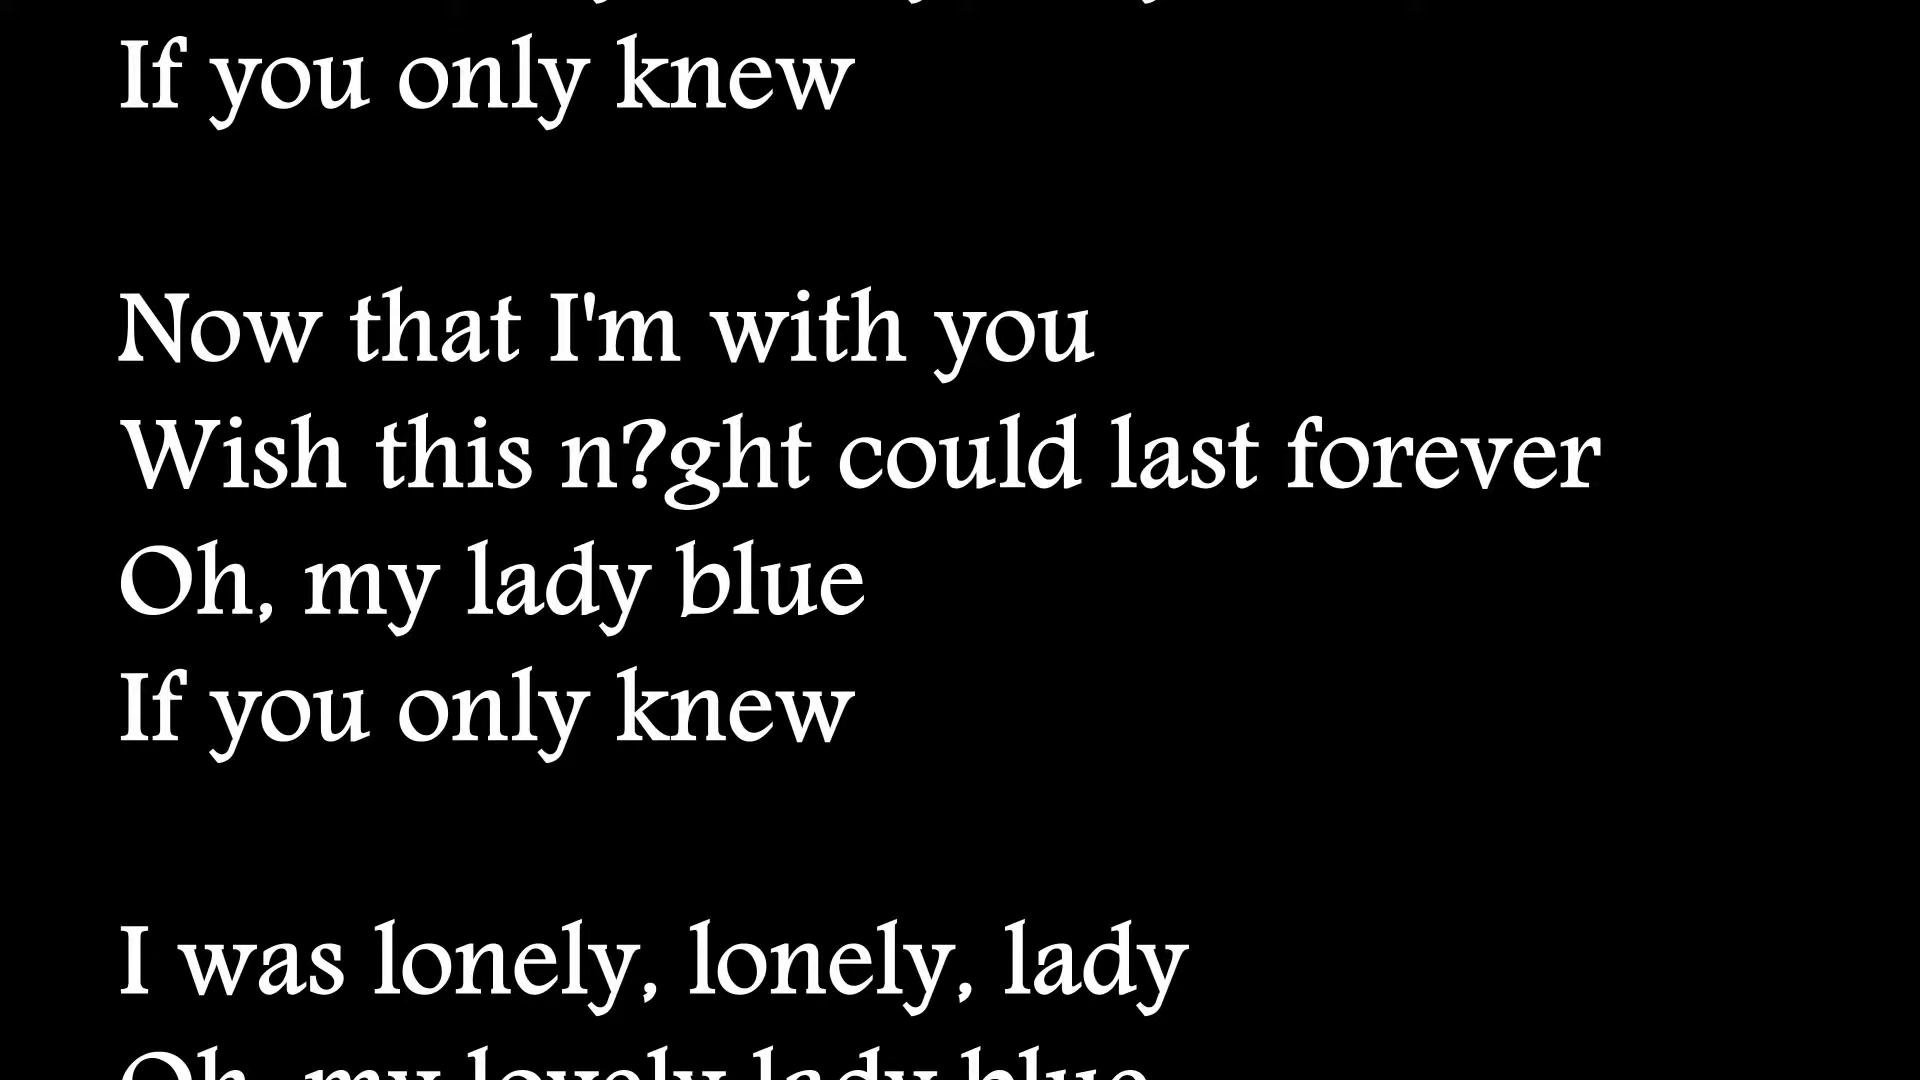 If you only knew
Now that I'm with you
Wish this n?ght could last forever
Oh, my lady blue
If you only knew
I was lonely, lonely, lady
Oh, my lovely lady blue